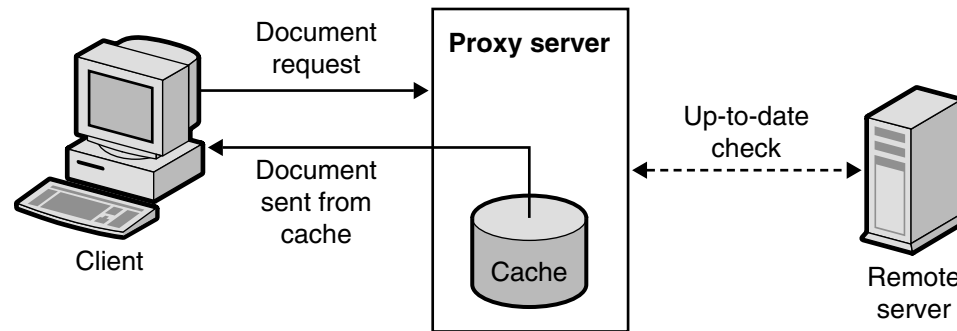 Document
request
Proxy server
Up-to-date
check
Document
sent from
cache
Client
Cache
Remote
server